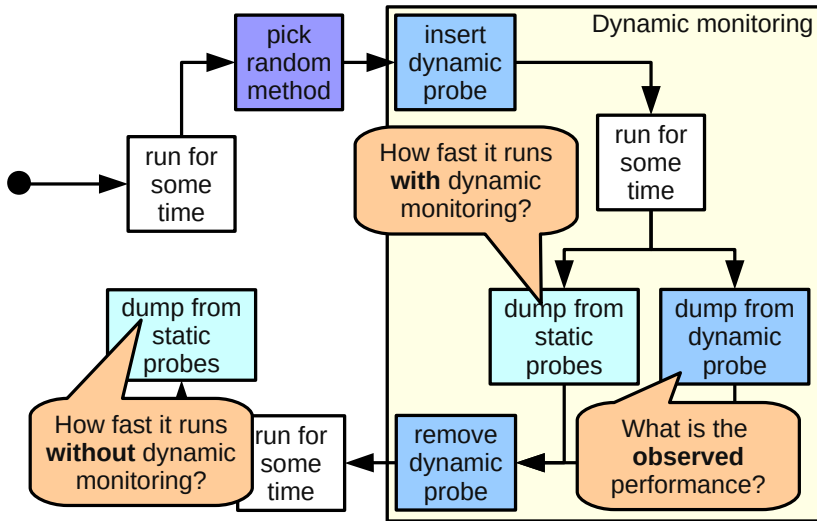 Dynamic monitoring
pick
random
method
insert
dynamic
probe
run for
some
time
run for
some
time
How fast it runs
with dynamic
monitoring?
dump from
static
probes
dump from
dynamic
probe
dump from
static
probes
How fast it runs
without dynamic
monitoring?
run for
some
time
remove
dynamic
probe
What is the
observed
performance?